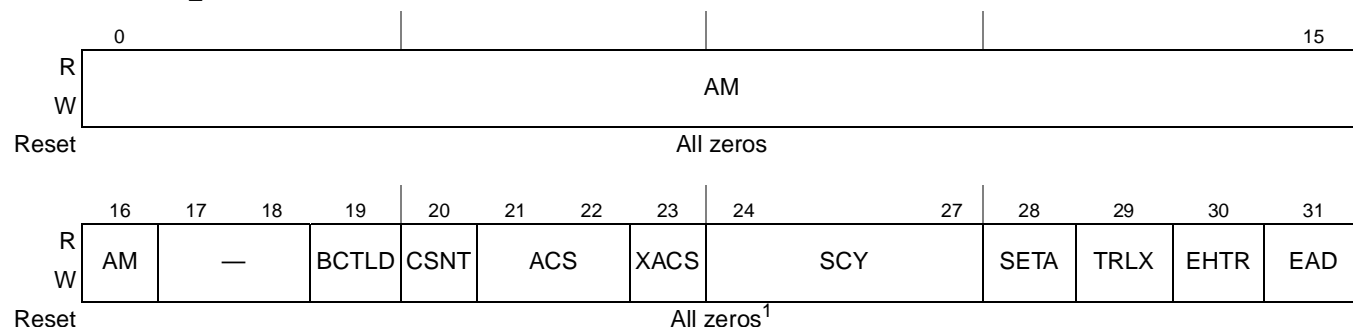 0 15
R
AM
W
Reset All zeros
16 17 18 19 20 21 22 23 24 27 28 29 30 31
R
AM — BCTLD CSNT ACS XACS SCY SETA TRLX EHTR EAD
W
Reset All zeros1